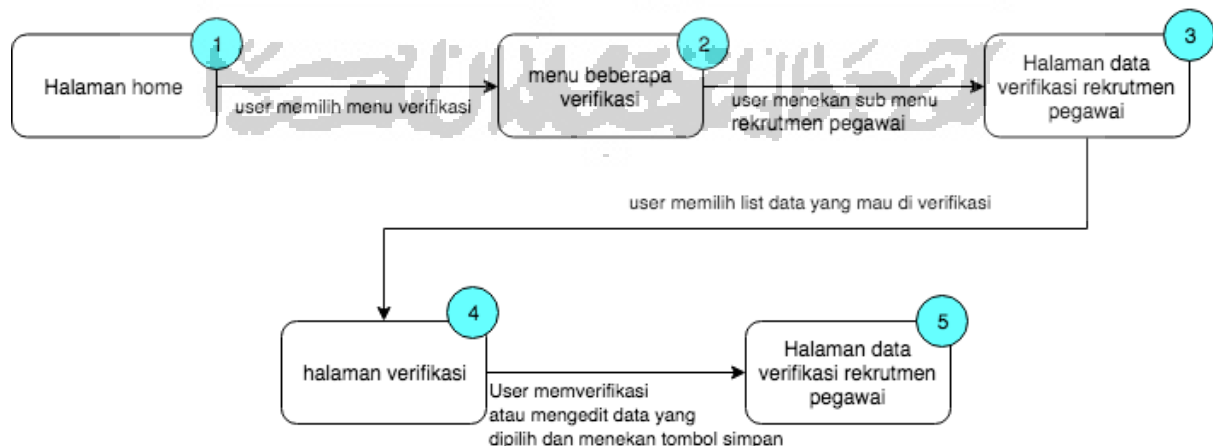 1
Halaman home
user memilih menu verifikasi
2
menu beberapa
verifikasi
user menekan sub menu
rekrutmen pegawai
3
Halaman data
verifikasi rekrutmen
pegawai
user memilih list data yang mau di verifikasi
4
halaman verifikasi
User memverifikasi
atau mengedit data yang
dipilih dan menekan tombol simpan
5
Halaman data
verifikasi rekrutmen
pegawai